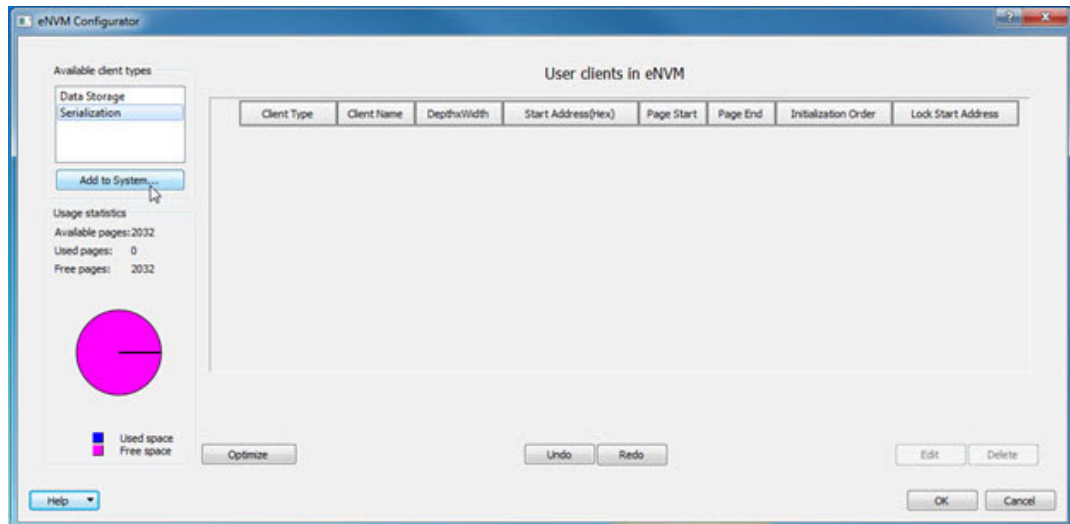 eNVM Configurator
Available client types
Data Storage
Serialization
Add to System...
Usage statistics
Available pages: 2032
Used pages: 0
Free pages: 2032
Used space
Free space
User clients in eNVM
Client Type Client Name DepthxWidth Start Address(Hex) Page Start Page End Initialization Order Lock Start Address
Optimize Undo Redo Edit Delete
Help OK Cancel